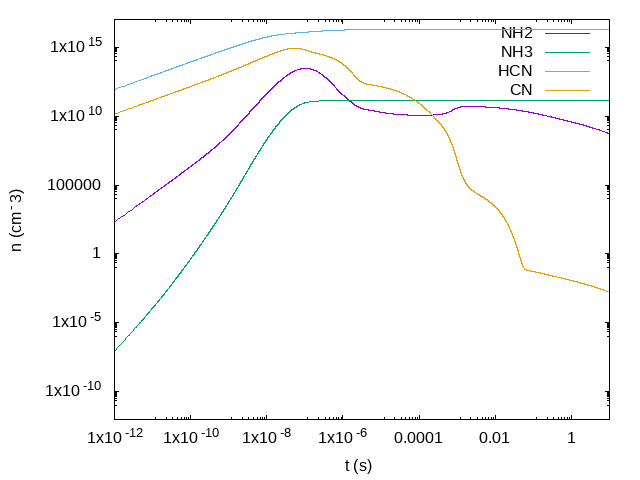 NH2
NH3
HCN
CN
1x10^15
1x10^10
100000
1
1x10^-5
1x10^-10
n (cm^-3)
1x10^-12 1x10^-10 1x10^-8 1x10^-6 0.0001 0.01 1
t (s)